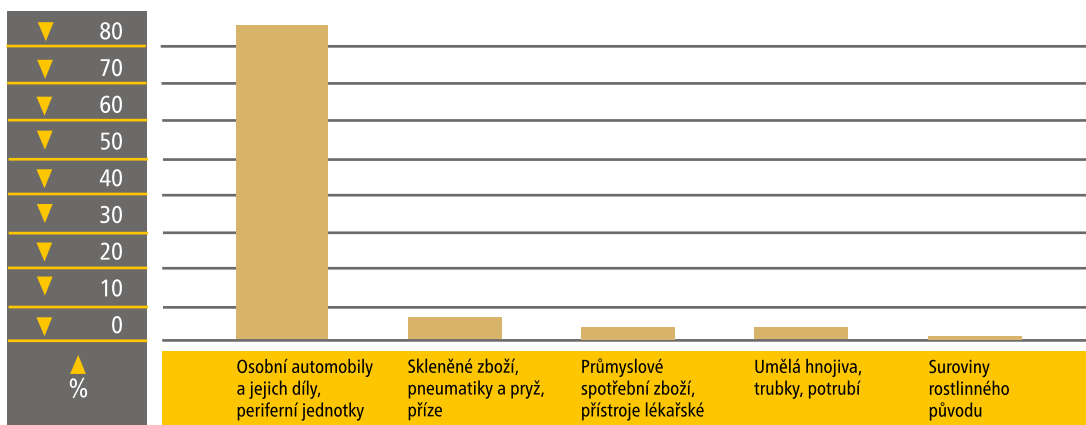 80
70
60
50
40
30
20
10
0
%
Osobní automobily
a jejich díly,
periferní jednotky
Skleněné zboží,
pneumatiky a pryž,
příze
Průmyslové
spotřební zboží,
přístroje lékařské
Umělá hnojiva,
trubky, potrubí
Suroviny
rostlinného
původu